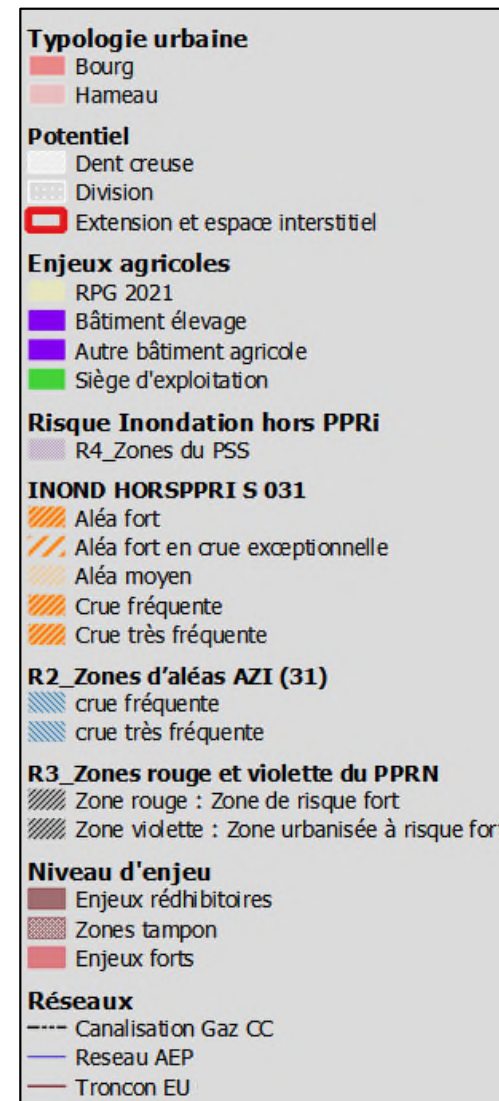 Typologie urbaine
Bourg
Hameau
Potentiel
Dent creuse
Division
Extension et espace interstitiel
Enjeux agricoles
RPG 2021
Bâtiment élevage
Autre bâtiment agricole
Siège d'exploitation
Risque Inondation hors PPRi
R4_Zones du PSS
INOND HORSPPRI S 031
Aléa fort
Aléa fort en crue exceptionnelle
Aléa moyen
Crue fréquente
Crue très fréquente
R2_Zones d’aléas AZI (31)
crue fréquente
crue très fréquente
R3_Zones rouge et violette du PPRN
Zone rouge : Zone de risque fort
Zone violette : Zone urbanisée à risque fort
Niveau d'enjeu
Enjeux rédhibitoires
Zones tampon
Enjeux forts
Réseaux
Canalisation Gaz CC
Reseau AEP
Troncon EU